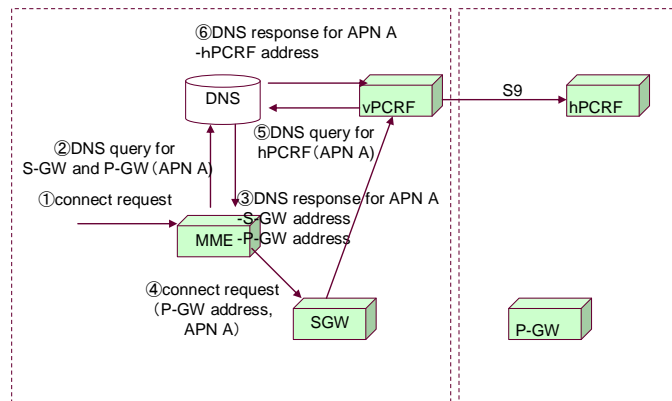 ⑥DNS response for APN A
-hPCRF address
DNS
vPCRF
S9
hPCRF
⑤DNS query for
hPCRF（APN A）
②DNS query for
S-GW and P-GW（APN A）
①connect request
③DNS response for APN A
-S-GW address
-P-GW address
MME
④connect request
（P-GW address,
APN A）
SGW
P-GW